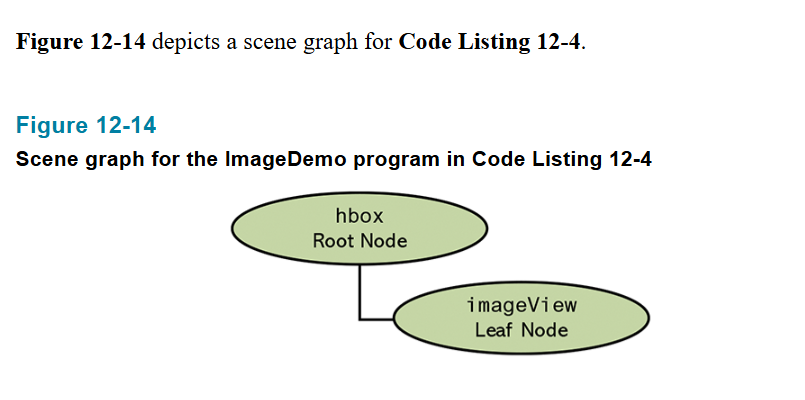 Figure 12-14 depicts a scene graph for Code Listing 12-4.
Figure 12-14
Scene graph for the ImageDemo program in Code Listing 12-4
hbox
Root Node
imageView
Leaf Node